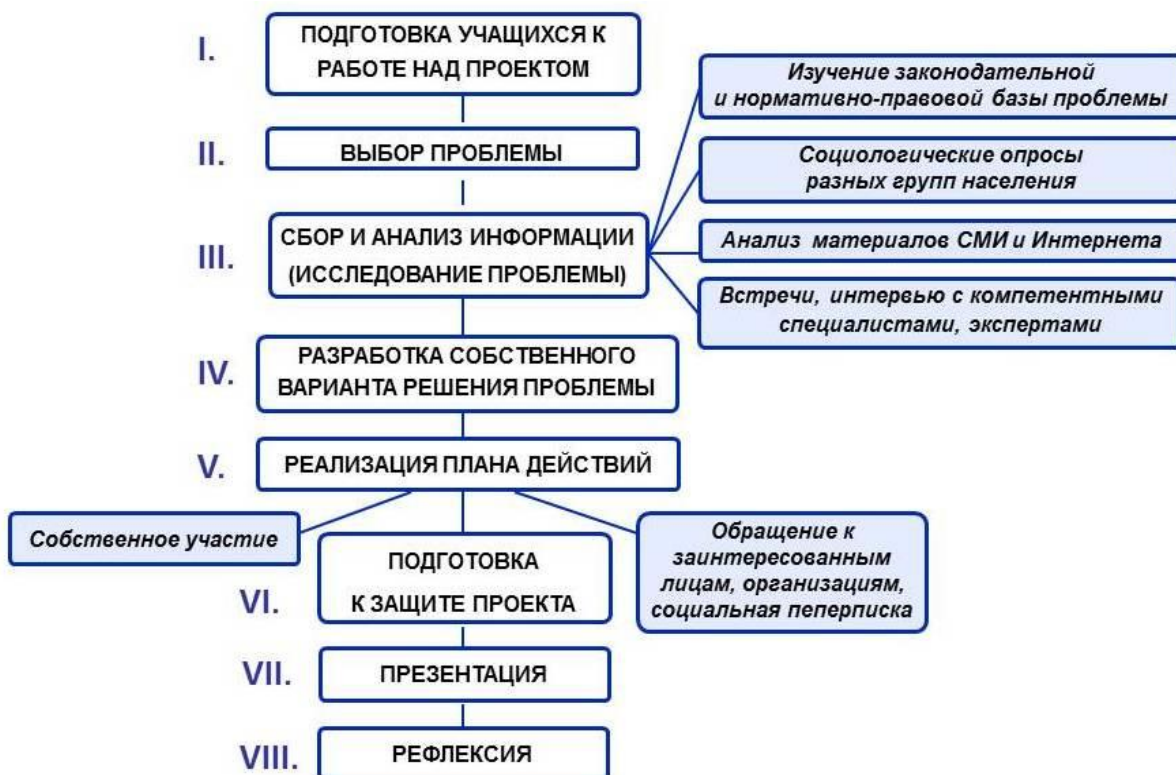 I.
ПОДГОТОВКА УЧАЩИХСЯ К
РАБОТЕ НАД ПРОЕКТОМ
II.
ВЫБОР ПРОБЛЕМЫ
III.
СБОР И АНАЛИЗ ИНФОРМАЦИИ
(ИССЛЕДОВАНИЕ ПРОБЛЕМЫ)
Изучение законодательной
и нормативно-правовой базы проблемы
Социологические опросы
разных групп населения
Анализ материалов СМИ и Интернета
Встречи, интервью с компетентными
специалистами, экспертами
IV.
РАЗРАБОТКА СОБСТВЕННОГО
ВАРИАНТА РЕШЕНИЯ ПРОБЛЕМЫ
V.
РЕАЛИЗАЦИЯ ПЛАНА ДЕЙСТВИЙ
Собственное участие
Обращение к
заинтересованным
лицам, организациям,
социальная пеперписка
VI.
ПОДГОТОВКА
К ЗАЩИТЕ ПРОЕКТА
VII.
ПРЕЗЕНТАЦИЯ
VIII.
РЕФЛЕКСИЯ